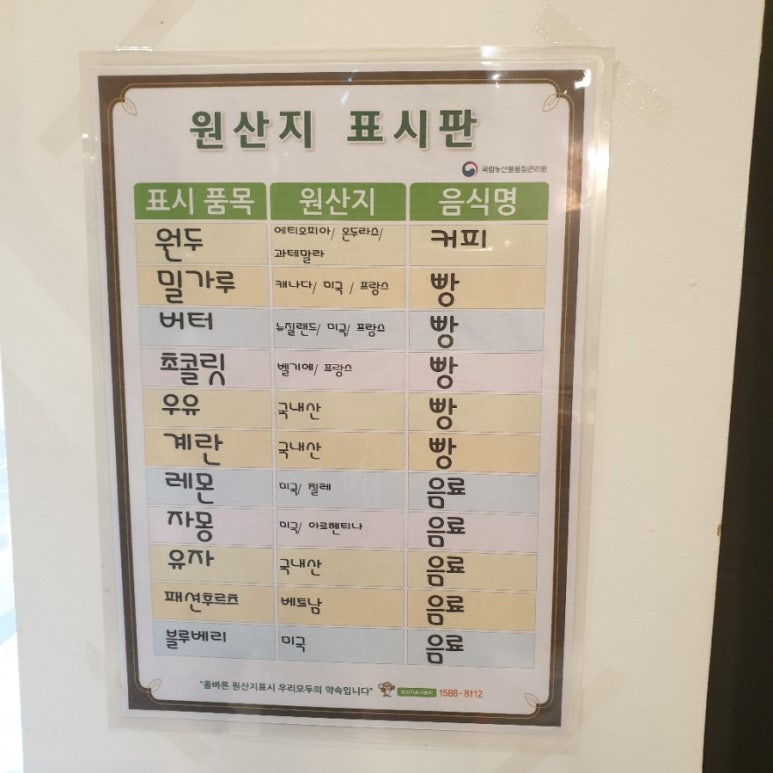 원산지 표시판
국립농산물품질관리원
표시 품목 원산지 음식명
원두 에티오피아/ 온두라스/ 과테말라 커피
밀가루 캐나다/ 미국 / 프랑스 빵
버터 뉴질랜드/ 미국/ 프랑스 빵
초콜릿 벨기에/ 프랑스 빵
우유 국내산 빵
계란 국내산 빵
레몬 미국/ 칠레 음료
자몽 미국/ 아르헨티나 음료
유자 국내산 음료
패션후르츠 베트남 음료
블루베리 미국 음료
"올바른 원산지표시 우리모두의 약속입니다" 1588-8112